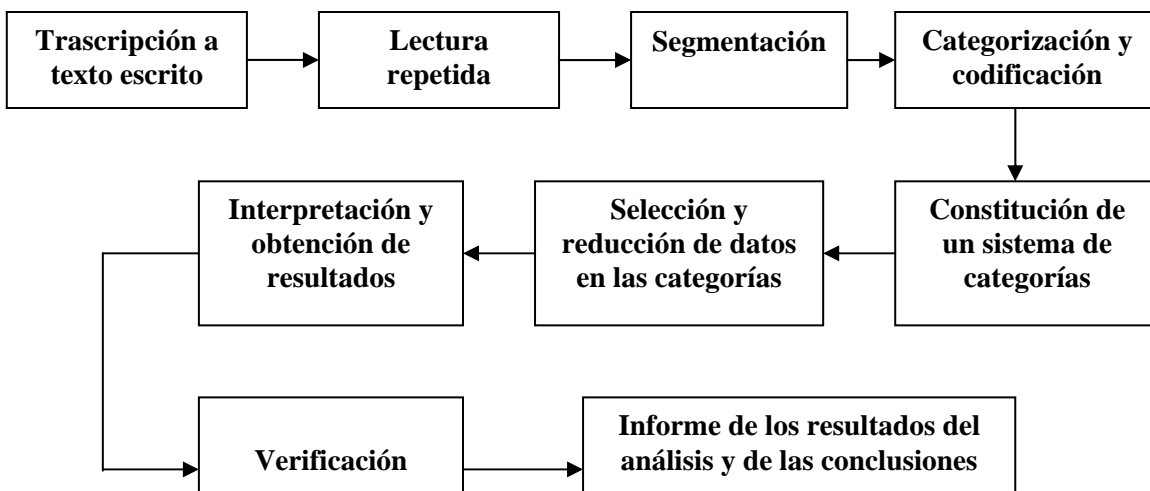 Trascripción a
texto escrito
Lectura
repetida
Segmentación
Categorización y
codificación
Constitución de
un sistema de
categorías
Selección y
reducción de datos
en las categorías
Interpretación y
obtención de
resultados
Verificación
Informe de los resultados del
análisis y de las conclusiones